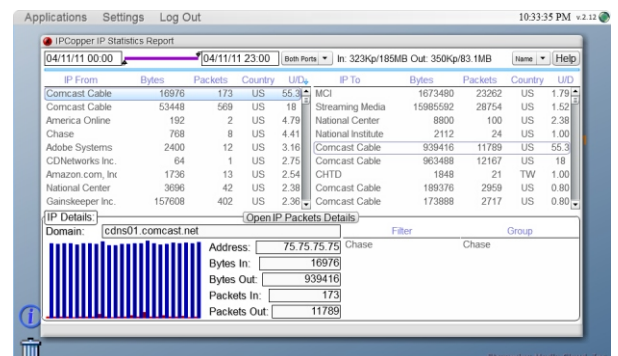 Applications Settings Log Out 10:33:35 PM v.2.12
IPCopper IP Statistics Report
04/11/11 00:00 04/11/11 23:00 Both Ports In: 323Kp/185MB Out: 350Kp/83.1MB Name Help
IP From Bytes Packets Country U/D IP To Bytes Packets Country U/D
Comcast Cable 16976 173 US 55.3 MCI 1673480 23262 US 1.79
Comcast Cable 53448 569 US 18 Streaming Media 15985592 28754 US 1.52
America Online 192 2 US 4.79 National Center 8800 100 US 2.38
Chase 768 8 US 4.41 National Institute 2112 24 US 1.00
Adobe Systems 2400 12 US 3.16 Comcast Cable 939416 11789 US 55.3
CDNetworks Inc. 64 1 US 2.75 Comcast Cable 963488 12167 US 18
Amazon.com, Inc 1736 13 US 2.54 CHTD 1848 21 TW 1.00
National Center 3696 42 US 2.38 Comcast Cable 189376 2959 US 0.80
Gainskeeper Inc. 157608 402 US 2.36 Comcast Cable 173888 2717 US 0.80
IP Details: Open IP Packets Details
Domain: cdns01.comcast.net Filter Group
Address: 75.75.75.75 Chase Chase
Bytes In: 16976
Bytes Out: 939416
Packets In: 173
Packets Out: 11789